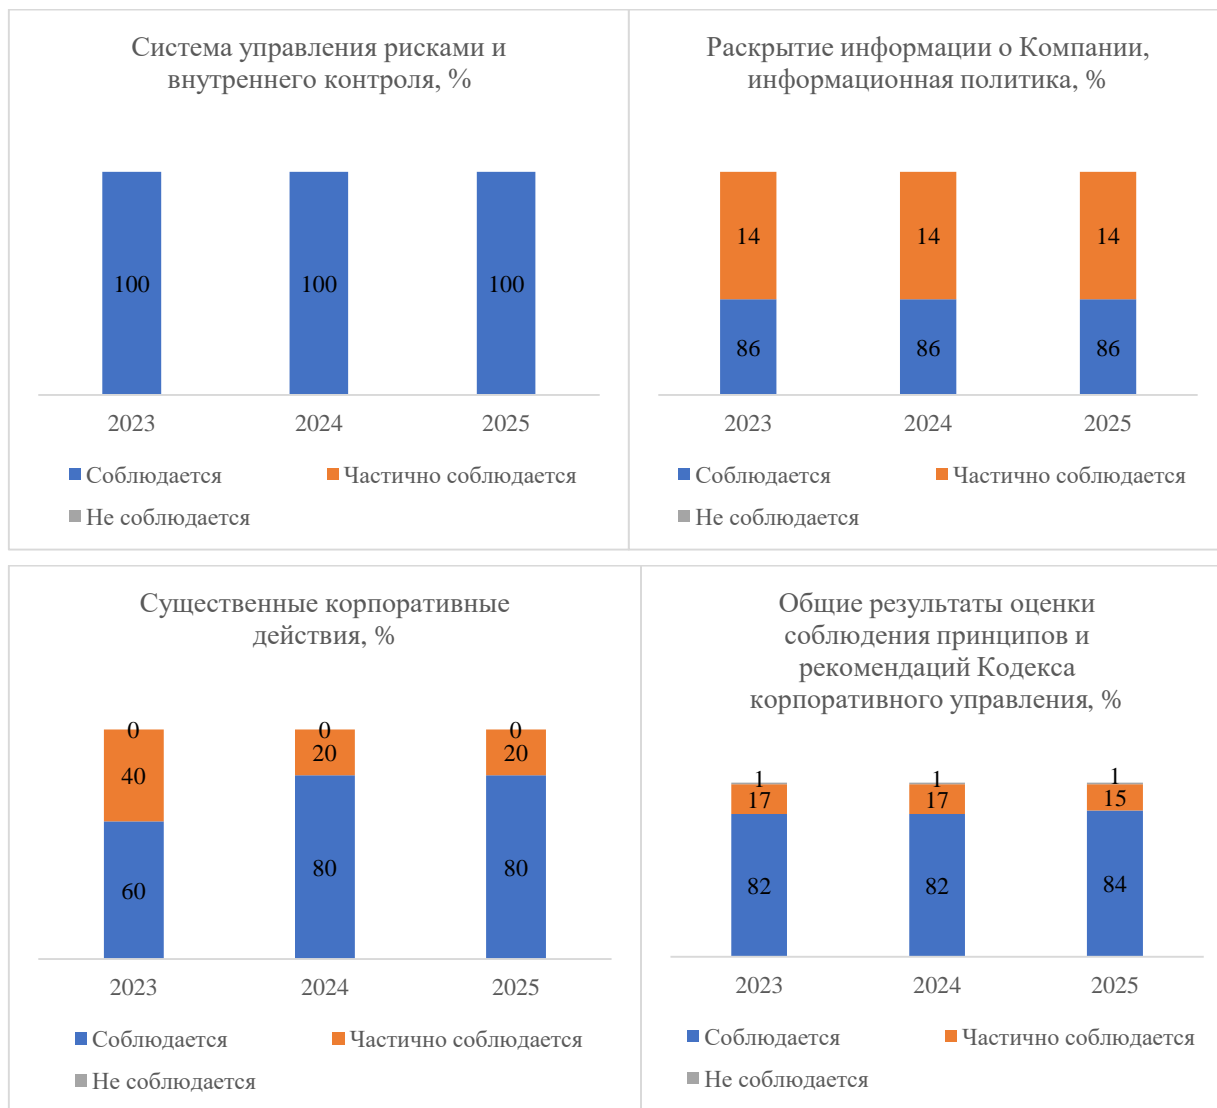 Система управления рисками и
внутреннего контроля, %
100
100
100
2023
2024
2025
Соблюдается
Частично соблюдается
Не соблюдается
Раскрытие информации о Компании,
информационная политика, %
14
14
14
86
86
86
2023
2024
2025
Соблюдается
Частично соблюдается
Не соблюдается
Существенные корпоративные
действия, %
0
0
0
40
20
20
60
80
80
2023
2024
2025
Соблюдается
Частично соблюдается
Не соблюдается
Общие результаты оценки
соблюдения принципов и
рекомендаций Кодекса
корпоративного управления, %
1
1
1
17
17
15
82
82
84
2023
2024
2025
Соблюдается
Частично соблюдается
Не соблюдается